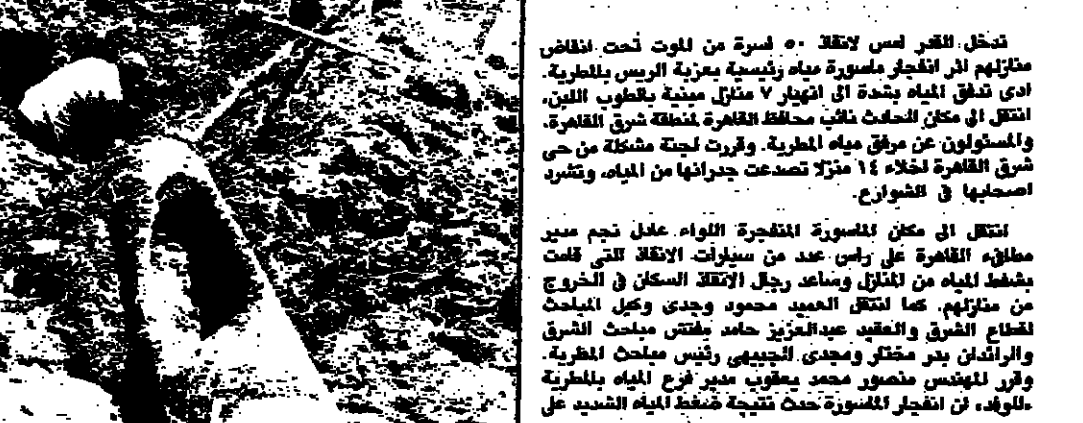 تدخل القدر امس لانقاذ ٥٠ اسرة من الموت تحت انقاض
منازلهم اثر انفجار ماسورة مياه رئيسية بعزبة الريس بالمطرية.
ادى تدفق المياه بشدة الى انهيار ٧ منازل مبنية بالطوب اللبن.
انتقل الى مكان الحادث نائب محافظ القاهرة لمنطقة شرق القاهرة.
والمسئولون عن مرفق مياه المطرية. وقررت لجنة مشكلة من حى
شرق القاهرة اخلاء ١٤ منزلا تصدعت جدرانها من المياه، وتشرد
اصحابها فى الشوارع.
انتقل الى مكان الماسورة المنفجرة اللواء عادل نجم مدير
مطافىء القاهرة على راس عدد من سيارات الانقاذ التى قامت
بشفط المياه من المنازل وساعد رجال الانقاذ السكان فى الخروج
من منازلهم. كما انتقل العميد محمود وجدى وكيل المباحث
لقطاع الشرق والعقيد عبدالعزيز حامد مفتش مباحث الشرق
والرائدان بدر مختار ومجدى الجبيهى رئيس مباحث المطرية.
وقرر المهندس منصور محمد يعقوب مدير فرع المياه بالمطرية
«للوفد» ان انفجار الماسورة حدث نتيجة ضغط المياه الشديد على